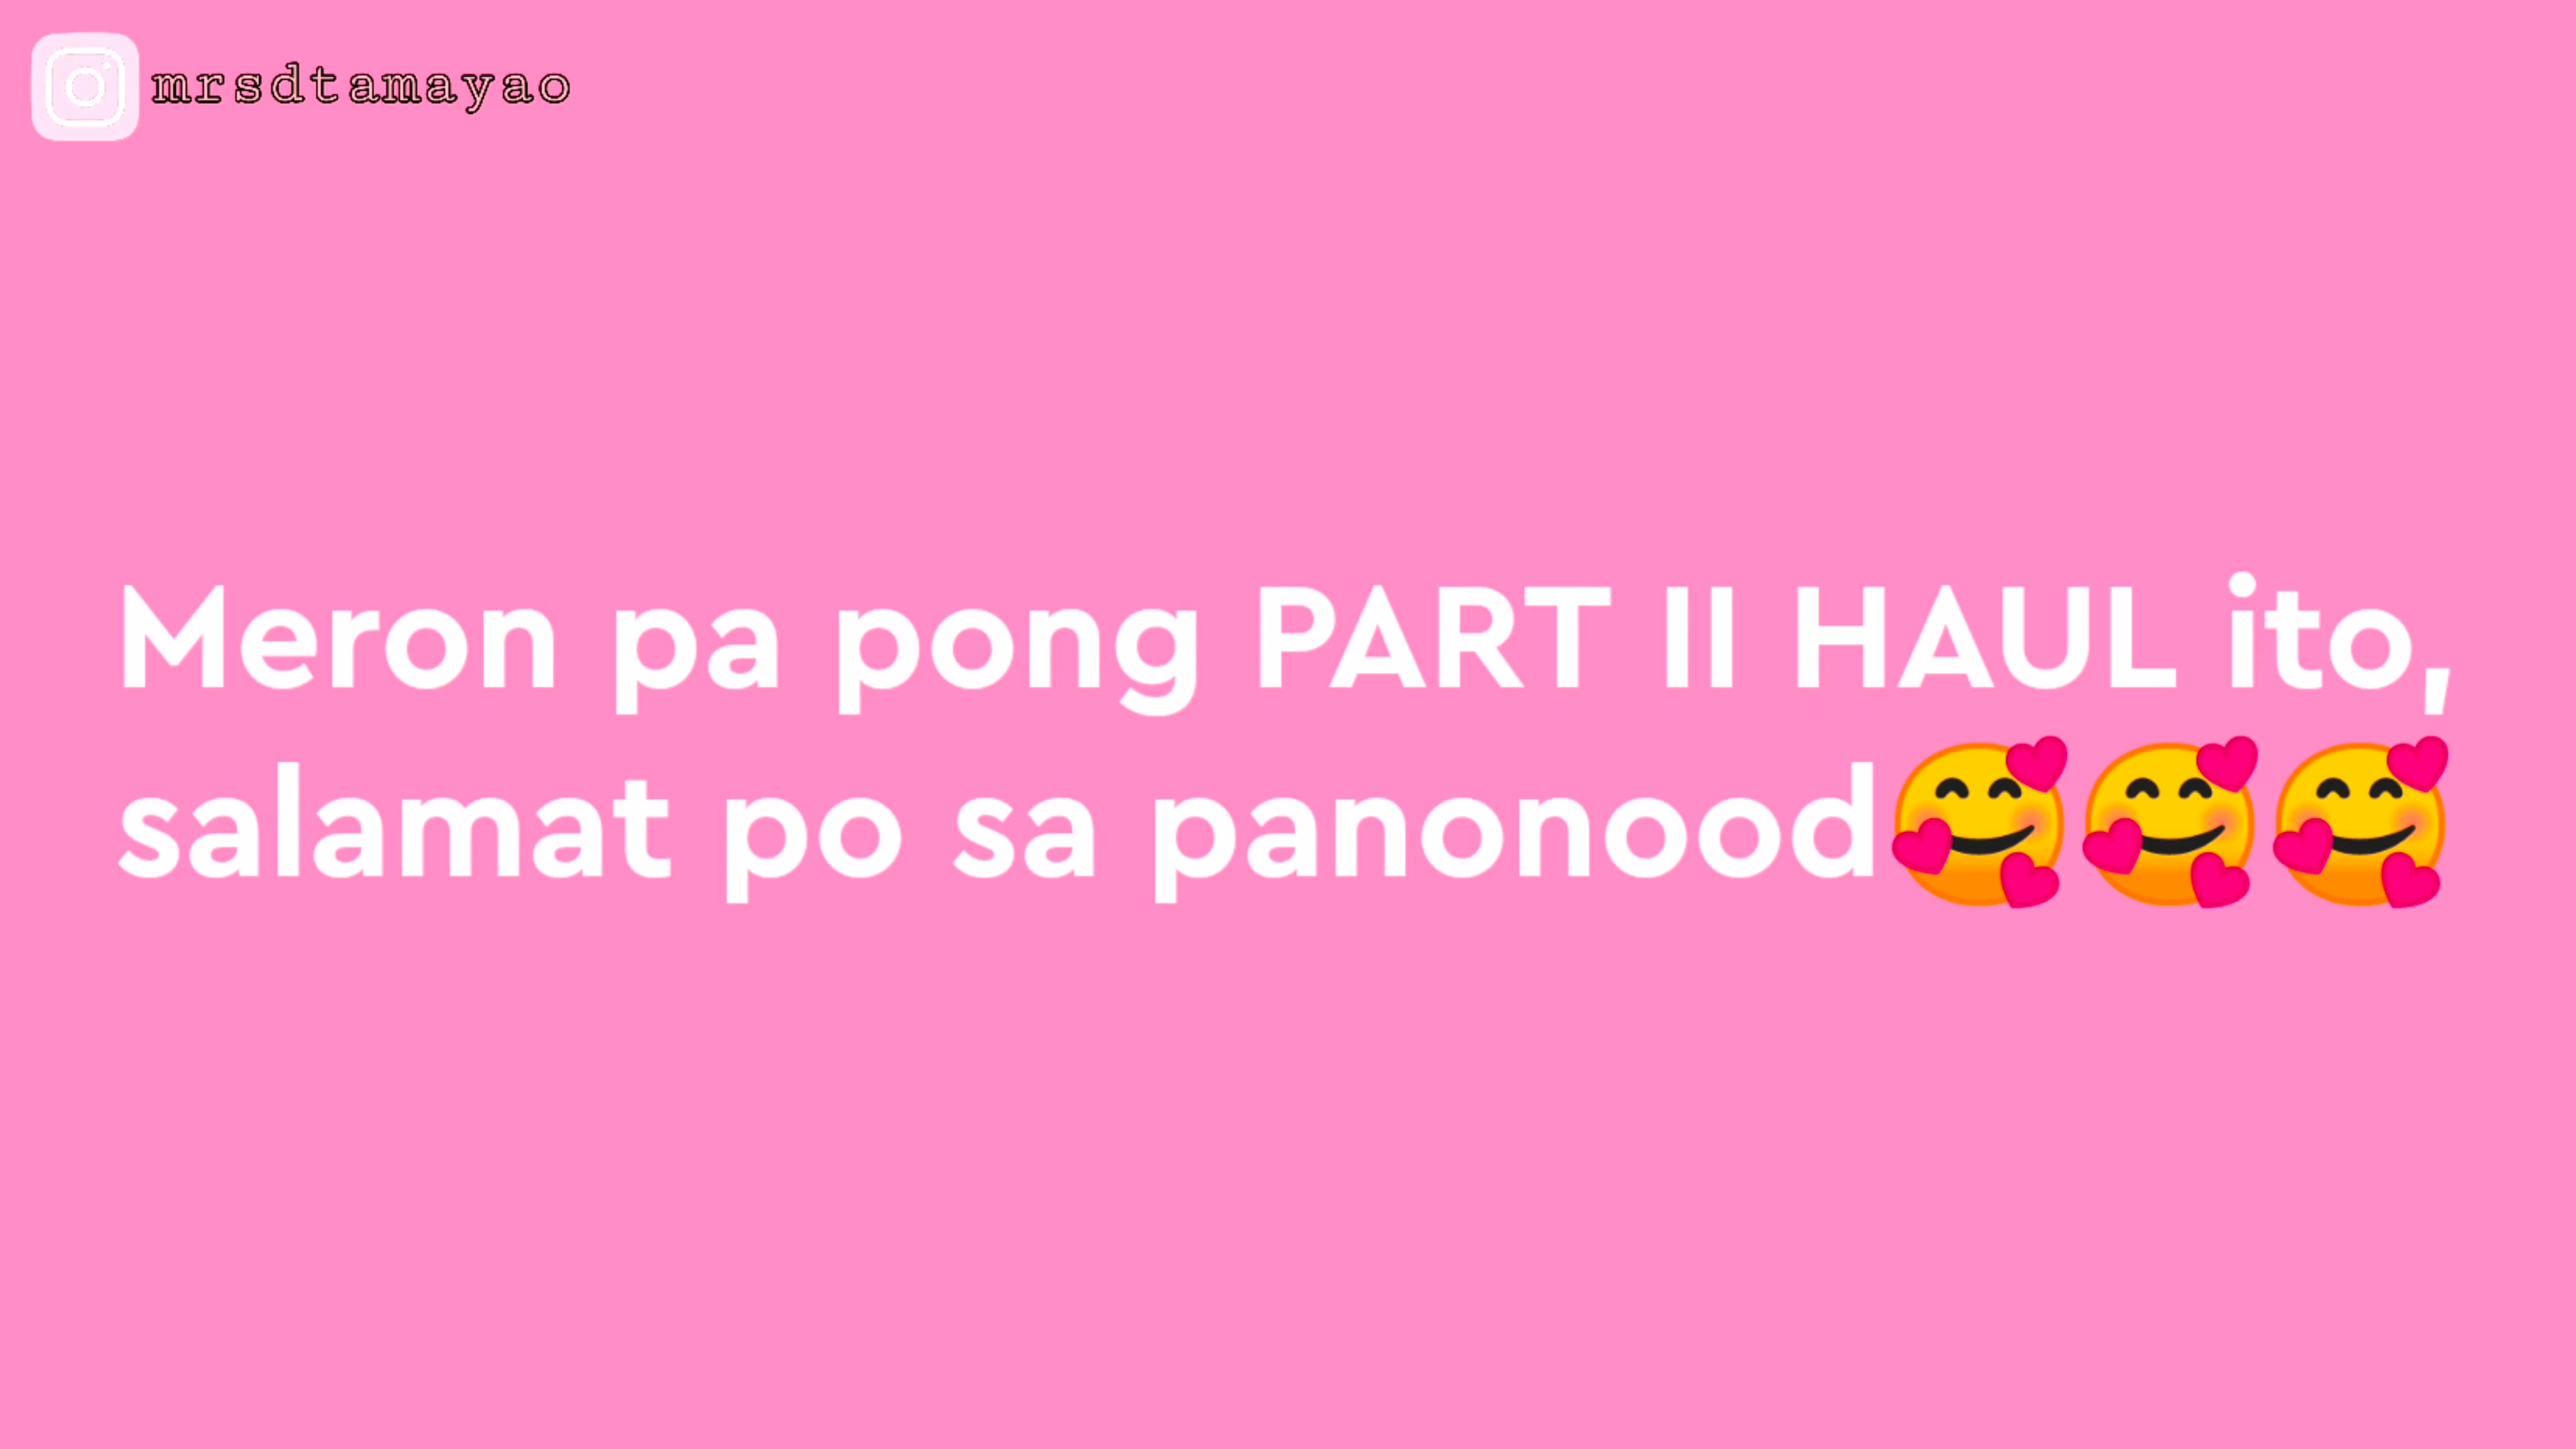 mrsdtamayao
Meron pa pong PART II HAUL ito,
salamat po sa panonood🥰🥰🥰